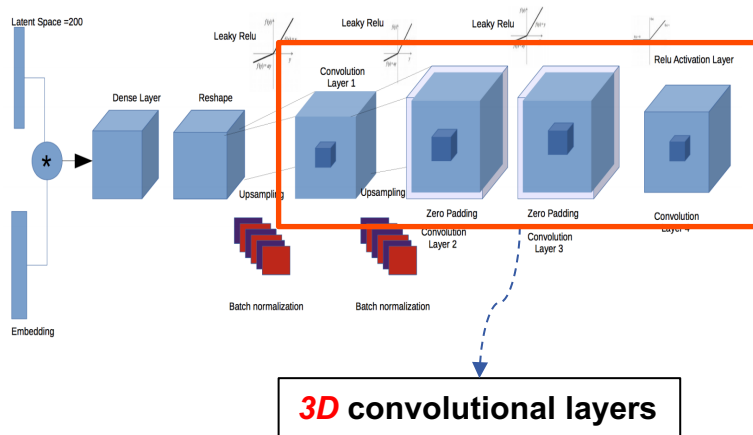 Latent Space =200
Leaky Relu
Leaky Relu
Leaky Relu
Relu Activation Layer
Convolution
Layer 1
Dense Layer
Reshape
*
Upsampling
Upsampling
Zero Padding
Zero Padding
Convolution
Layer 2
Convolution
Layer 3
Convolution
Layer 4
Batch normalization
Batch normalization
Embedding
3D convolutional layers